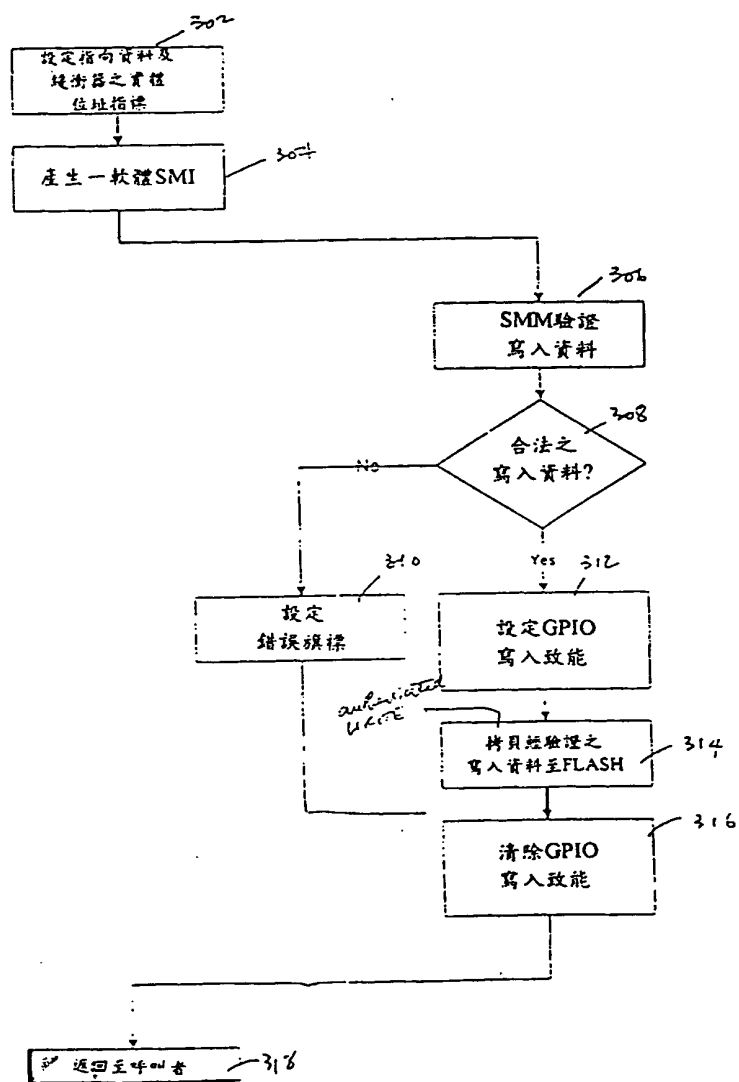 302
設定指向資料及
緩衝器之實體
位址指標
304
產生一軟體SMI
306
SMM驗證
寫入資料
308
合法之
寫入資料?
No
Yes
310
312
設定
錯誤旗標
設定GPIO
寫入致能
authenticated
WRITE
拷貝經驗證之
寫入資料至FLASH
314
316
清除GPIO
寫入致能
返回至呼叫者
318